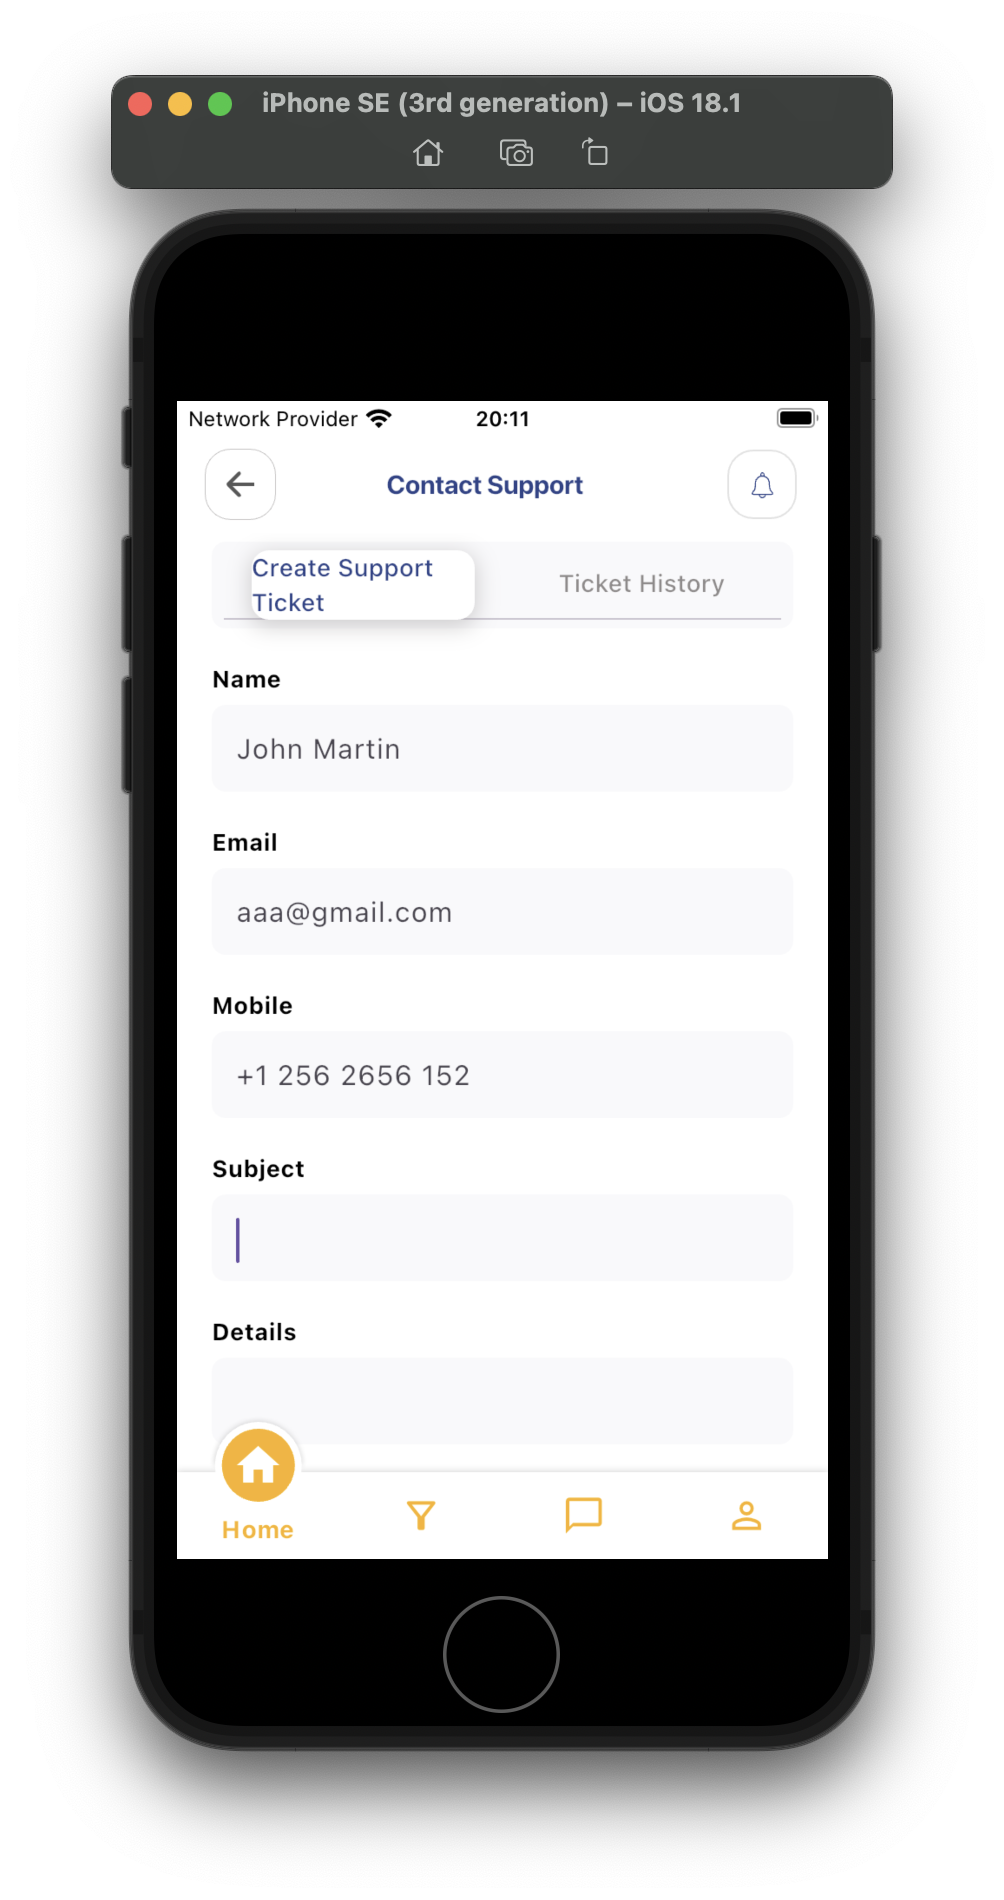 iPhone SE (3rd generation) – iOS 18.1
Network Provider 20:11
Contact Support
Create Support
Ticket
Ticket History
Name
John Martin
Email
aaa@gmail.com
Mobile
+1 256 2656 152
Subject
Details
Home